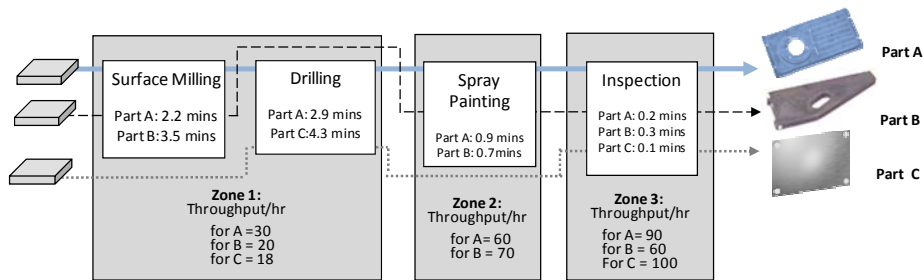 Surface Milling
Part A: 2.2 mins
Part B:3.5 mins
Drilling
Part A:2.9 mins
Part C:4.3 mins
Spray
Painting
Part A: 0.9 mins
Part B: 0.7mins
Inspection
Part A: 0.2 mins
Part B: 0.3 mins
Part C: 0.1 mins
Part A
Part B
Part C
Zone 1:
Throughput/hr
for A =30
for B = 20
for C = 18
Zone 2:
Throughput/hr
for A= 60
for B = 70
Zone 3:
Throughput/hr
for A= 90
for B = 60
For C = 100